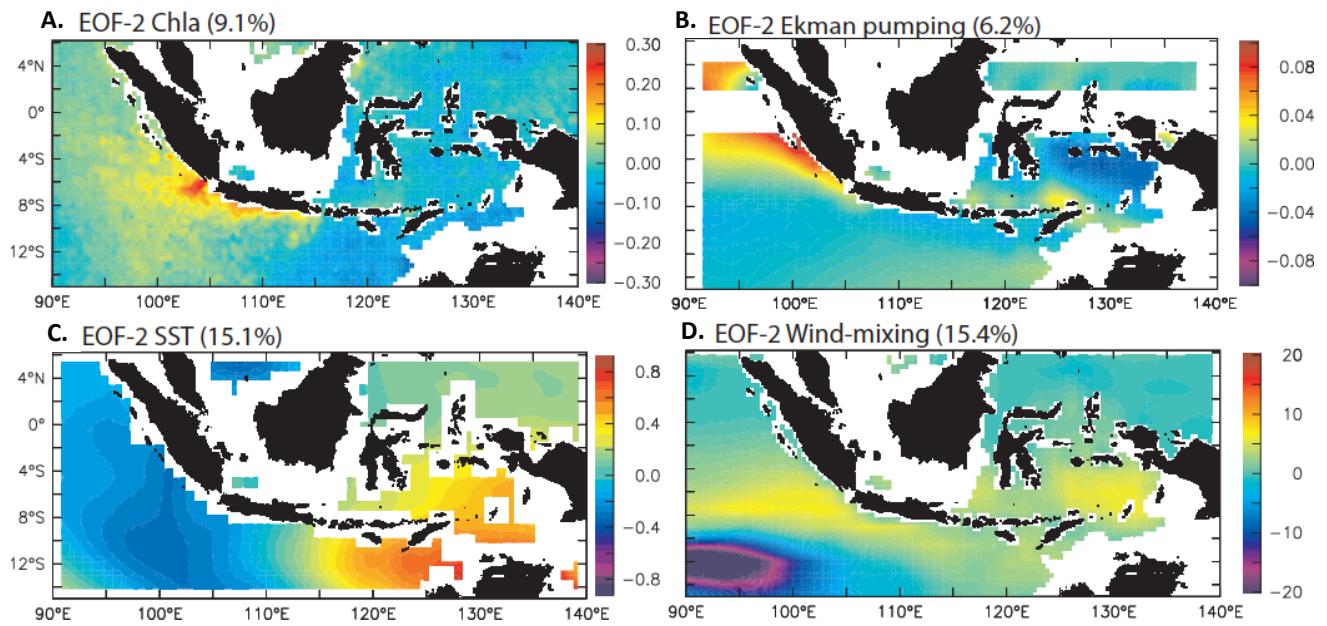 A. EOF-2 Chla (9.1%)
4°N
0°
4°S
8°S
12°S
90°E 100°E 110°E 120°E 130°E 140°E
0.30
0.20
0.10
0.00
−0.10
−0.20
−0.30
B. EOF-2 Ekman pumping (6.2%)
90°E 100°E 110°E 120°E 130°E 140°E
0.08
0.04
0.00
−0.04
−0.08
C. EOF-2 SST (15.1%)
4°N
0°
4°S
8°S
12°S
90°E 100°E 110°E 120°E 130°E 140°E
0.8
0.4
0.0
−0.4
−0.8
D. EOF-2 Wind-mixing (15.4%)
90°E 100°E 110°E 120°E 130°E 140°E
20
10
0
−10
−20